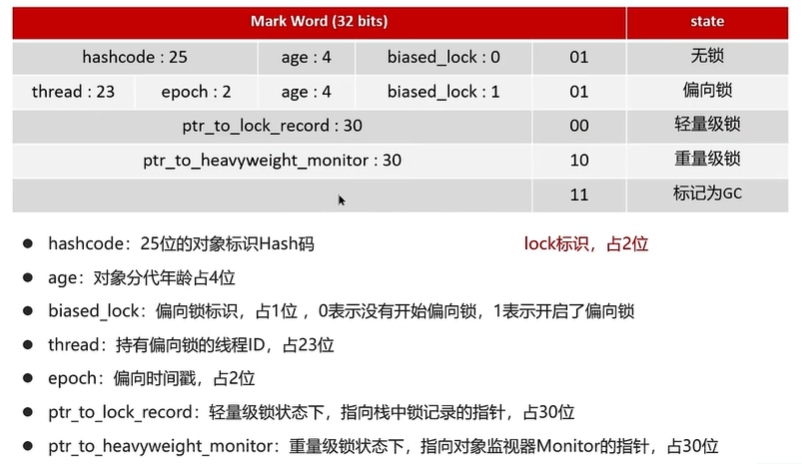 Mark Word (32 bits) state
hashcode : 25 age : 4 biased_lock : 0 01 无锁
thread : 23 epoch : 2 age : 4 biased_lock : 1 01 偏向锁
ptr_to_lock_record : 30 00 轻量级锁
ptr_to_heavyweight_monitor : 30 10 重量级锁
11 标记为GC
● hashcode：25位的对象标识Hash码 lock标识，占2位
● age：对象分代年龄占4位
● biased_lock：偏向锁标识，占1位 ，0表示没有开始偏向锁，1表示开启了偏向锁
● thread：持有偏向锁的线程ID，占23位
● epoch：偏向时间戳，占2位
● ptr_to_lock_record：轻量级锁状态下，指向栈中锁记录的指针，占30位
● ptr_to_heavyweight_monitor：重量级锁状态下，指向对象监视器Monitor的指针，占30位